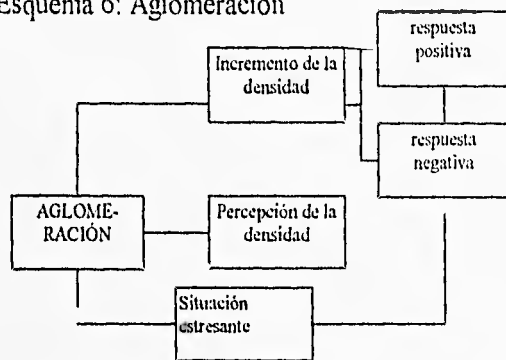 Esquema 6: Aglomeración
respuesta
positiva
Incremento de la
densidad
respuesta
negativa
AGLOME-
RACIÓN
Percepción de la
densidad
Situación
estresante